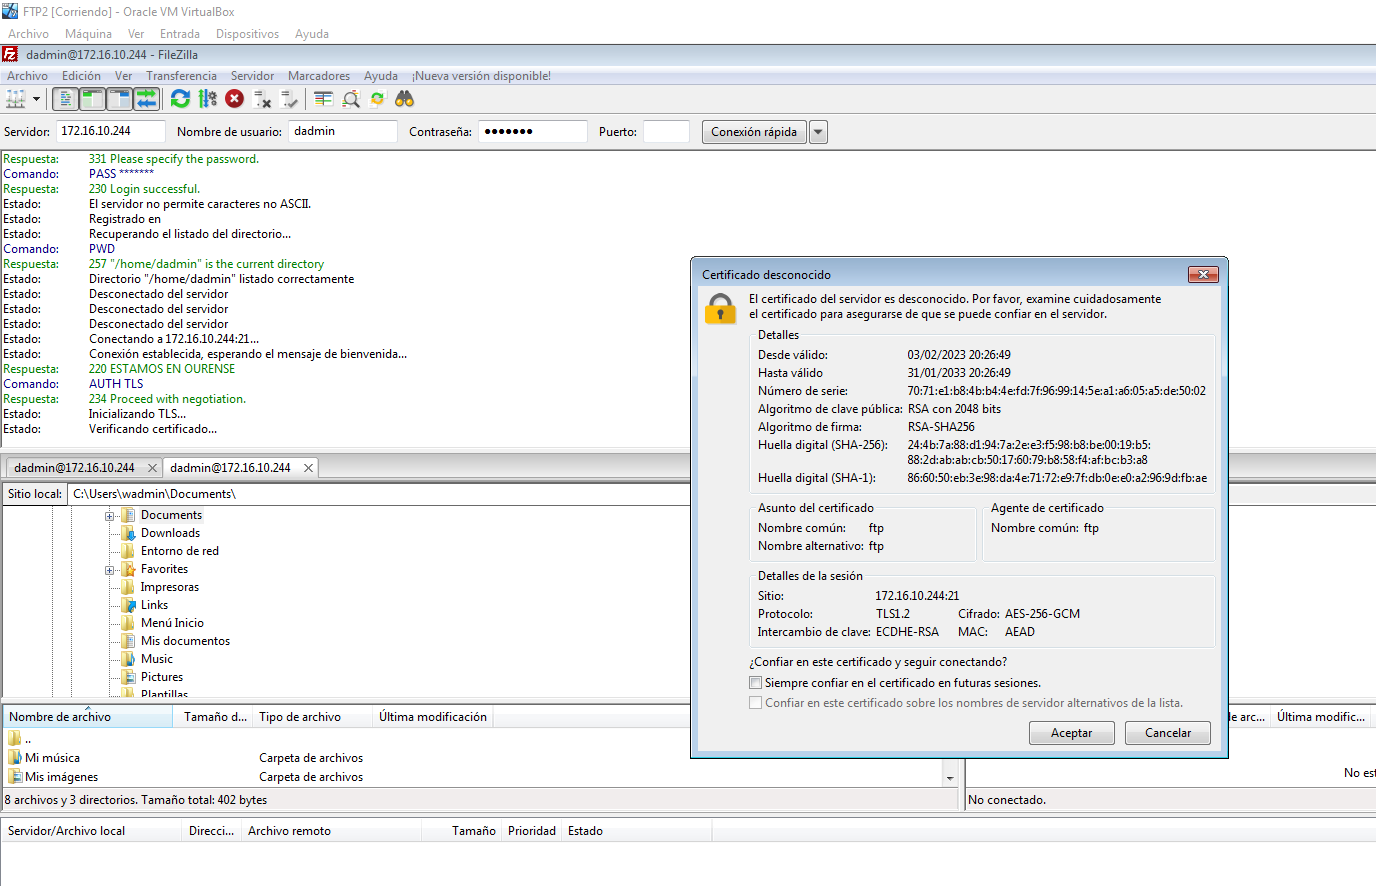 FTP2 [Corriendo] - Oracle VM VirtualBox
Archivo Máquina Ver Entrada Dispositivos Ayuda
dadmin@172.16.10.244 - FileZilla
Archivo Edición Ver Transferencia Servidor Marcadores Ayuda ¡Nueva versión disponible!
Servidor: 172.16.10.244 Nombre de usuario: dadmin Contraseña: ●●●●●●● Puerto: Conexión rápida
Respuesta: 331 Please specify the password.
Comando: PASS *******
Respuesta: 230 Login successful.
Estado: El servidor no permite caracteres no ASCII.
Estado: Registrado en
Estado: Recuperando el listado del directorio...
Comando: PWD
Respuesta: 257 "/home/dadmin" is the current directory
Estado: Directorio "/home/dadmin" listado correctamente
Estado: Desconectado del servidor
Estado: Desconectado del servidor
Estado: Desconectado del servidor
Estado: Conectando a 172.16.10.244:21...
Estado: Conexión establecida, esperando el mensaje de bienvenida...
Respuesta: 220 ESTAMOS EN OURENSE
Comando: AUTH TLS
Respuesta: 234 Proceed with negotiation.
Estado: Inicializando TLS...
Estado: Verificando certificado...
dadmin@172.16.10.244 dadmin@172.16.10.244
Sitio local: C:\Users\wadmin\Documents\
Documents
Downloads
Entorno de red
Favorites
Impresoras
Links
Menú Inicio
Mis documentos
Music
Pictures
Plantillas
Nombre de archivo Tamaño d... Tipo de archivo Última modificación
..
Mi música Carpeta de archivos
Mis imágenes Carpeta de archivos
8 archivos y 3 directorios. Tamaño total: 402 bytes
Certificado desconocido
El certificado del servidor es desconocido. Por favor, examine cuidadosamente
el certificado para asegurarse de que se puede confiar en el servidor.
Detalles
Desde válido: 03/02/2023 20:26:49
Hasta válido 31/01/2033 20:26:49
Número de serie: 70:71:e1:b8:4b:b4:4e:fd:7f:96:99:14:5e:a1:a6:05:a5:de:50:02
Algoritmo de clave pública: RSA con 2048 bits
Algoritmo de firma: RSA-SHA256
Huella digital (SHA-256): 24:4b:7a:88:d1:94:7a:2e:e3:f5:98:b8:be:00:19:b5:
88:2d:ab:ab:cb:50:17:60:79:b8:58:f4:af:bc:b3:a8
Huella digital (SHA-1): 86:60:50:eb:3e:98:da:4e:71:72:e9:7f:db:0e:e0:a2:96:9d:fb:ae
Asunto del certificado
Nombre común: ftp
Nombre alternativo: ftp
Agente de certificado
Nombre común: ftp
Detalles de la sesión
Sitio: 172.16.10.244:21
Protocolo: TLS1.2 Cifrado: AES-256-GCM
Intercambio de clave: ECDHE-RSA MAC: AEAD
¿Confiar en este certificado y seguir conectando?
Siempre confiar en el certificado en futuras sesiones.
Confiar en este certificado sobre los nombres de servidor alternativos de la lista.
Aceptar Cancelar
de arc... Última modific...
No est
No conectado.
Servidor/Archivo local Direcci... Archivo remoto Tamaño Prioridad Estado